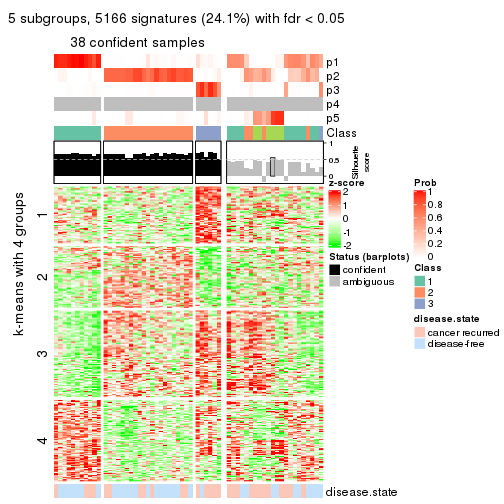 5 subgroups, 5166 signatures (24.1%) with fdr < 0.05
38 confident samples
p1
p2
p3
p4
p5
Class
1
0.5
0
Silhouette
score
k-means with 4 groups
1
2
3
4
z-score
2
1
0
-1
-2
Status (barplots)
confident
ambiguous
Prob
1
0.8
0.6
0.4
0.2
0
Class
1
2
3
disease.state
cancer recurred
disease-free
disease.state